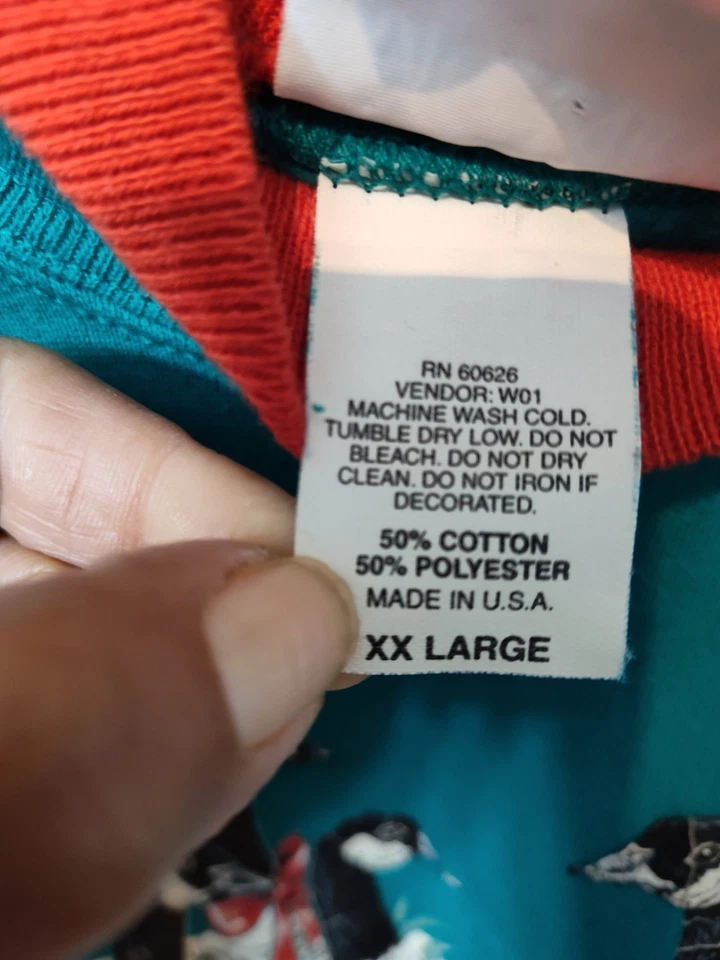 RN 60626
VENDOR: W01
MACHINE WASH COLD.
TUMBLE DRY LOW. DO NOT
BLEACH. DO NOT DRY
CLEAN. DO NOT IRON IF
DECORATED.
50% COTTON
50% POLYESTER
MADE IN U.S.A.
XX LARGE